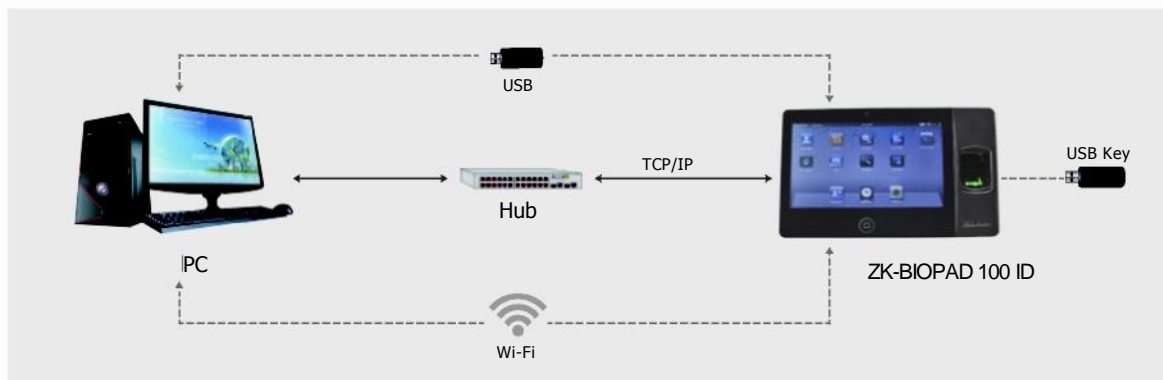 USB
TCP/IP
USB Key
Hub
PC
ZK-BIOPAD 100 ID
Wi-Fi